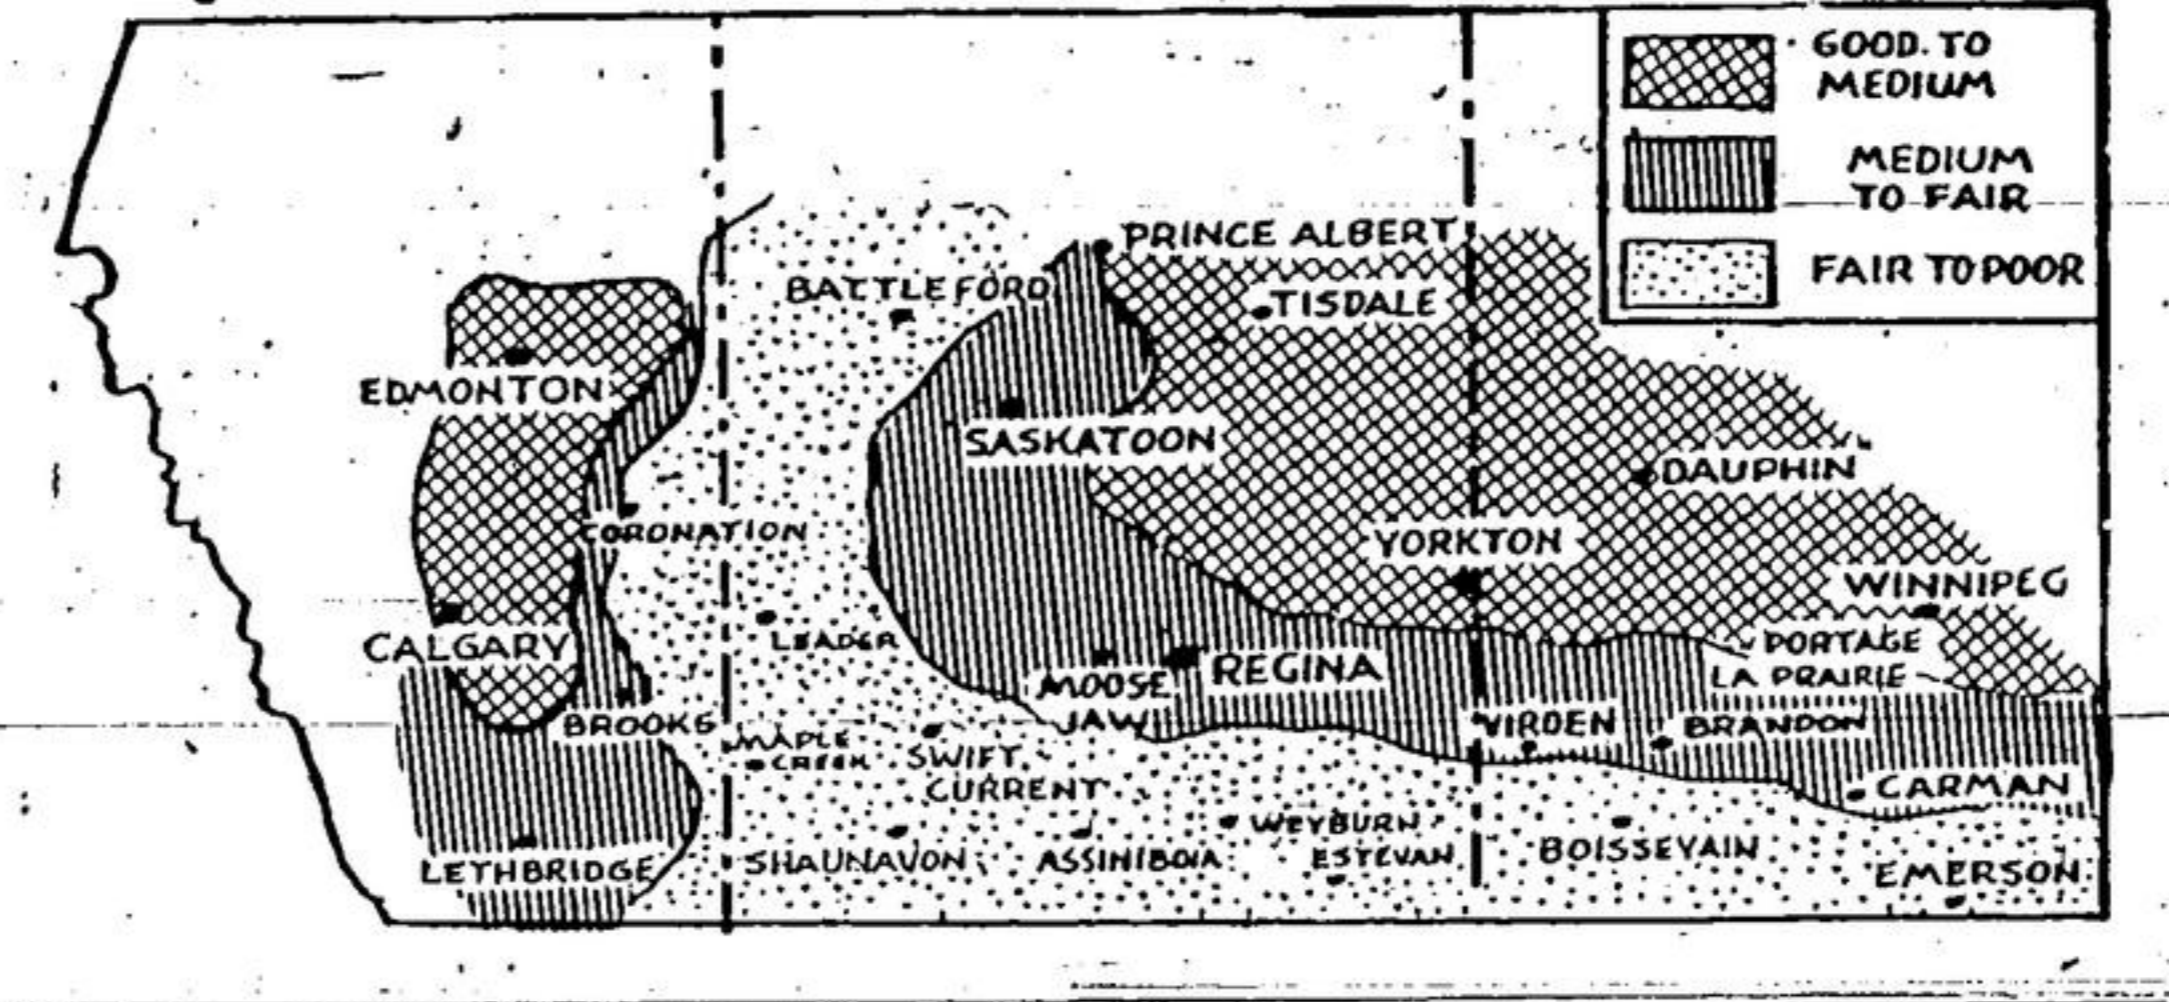 GOOD. TO
MEDIUM
MEDIUM
TO FAIR
FAIR TO POOR
PRINCE ALBERT
BATTLEFORD
TISDALE
EDMONTON
SASKATOON
DAUPHIN
CORONATION
YORKTON
WINNIPEG
CALGARY
LEADER
PORTAGE
LA PRAIRIE
REGINA
MOOSE
JAW
BROOKS
VIRDEN
BRANDON
MAPLE
CREEK
SWIFT
CURRENT
CARMAN
WEYBURN
LETHBRIDGE
SHAUNAVON
ASSINIBOIA
ESTEVAN
BOISSEVAIN
EMERSON